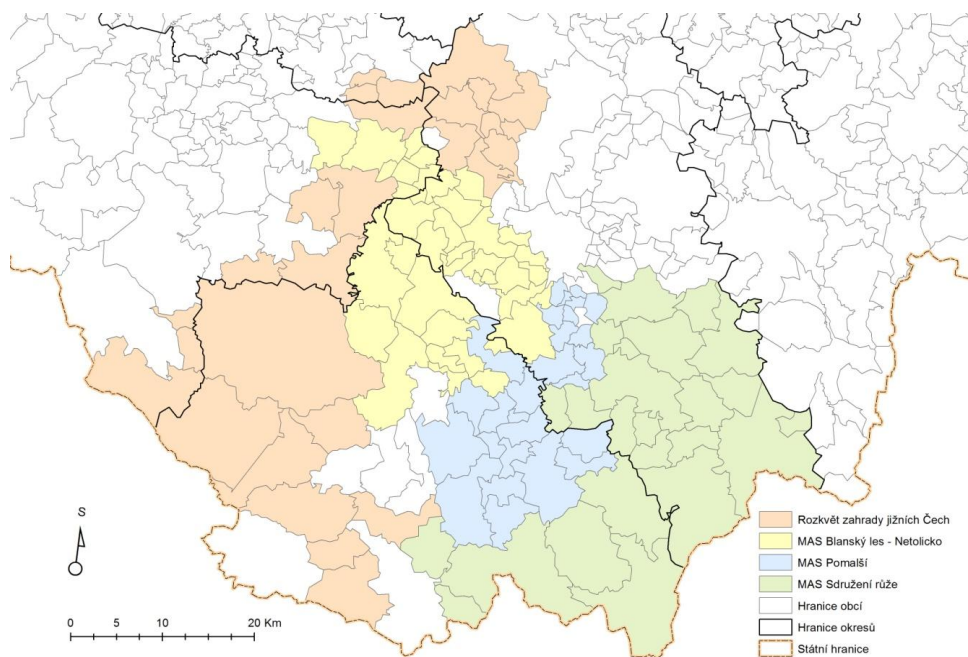 S
0 5 10 20 Km
Rozkvět zahrady jižních Čech
MAS Blanský les - Netolicko
MAS Pomalší
MAS Sdružení růže
Hranice obcí
Hranice okresů
Státní hranice